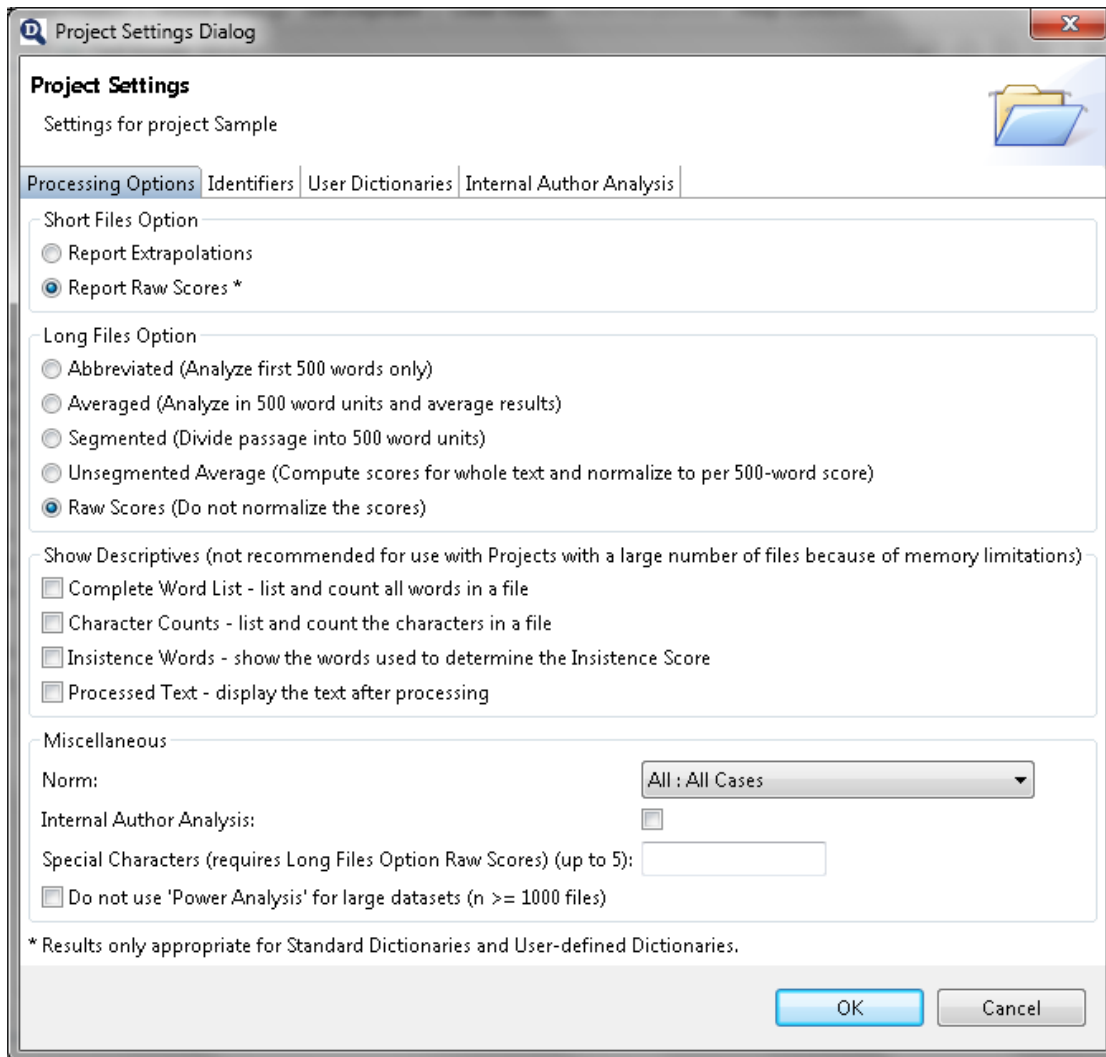 Project Settings Dialog
Project Settings
Settings for project Sample
Processing Options Identifiers User Dictionaries Internal Author Analysis
Short Files Option
Report Extrapolations
Report Raw Scores *
Long Files Option
Abbreviated (Analyze first 500 words only)
Averaged (Analyze in 500 word units and average results)
Segmented (Divide passage into 500 word units)
Unsegmented Average (Compute scores for whole text and normalize to per 500-word score)
Raw Scores (Do not normalize the scores)
Show Descriptives (not recommended for use with Projects with a large number of files because of memory limitations)
Complete Word List - list and count all words in a file
Character Counts - list and count the characters in a file
Insistence Words - show the words used to determine the Insistence Score
Processed Text - display the text after processing
Miscellaneous
Norm: All : All Cases
Internal Author Analysis:
Special Characters (requires Long Files Option Raw Scores) (up to 5):
Do not use 'Power Analysis' for large datasets (n >= 1000 files)
* Results only appropriate for Standard Dictionaries and User-defined Dictionaries.
OK Cancel